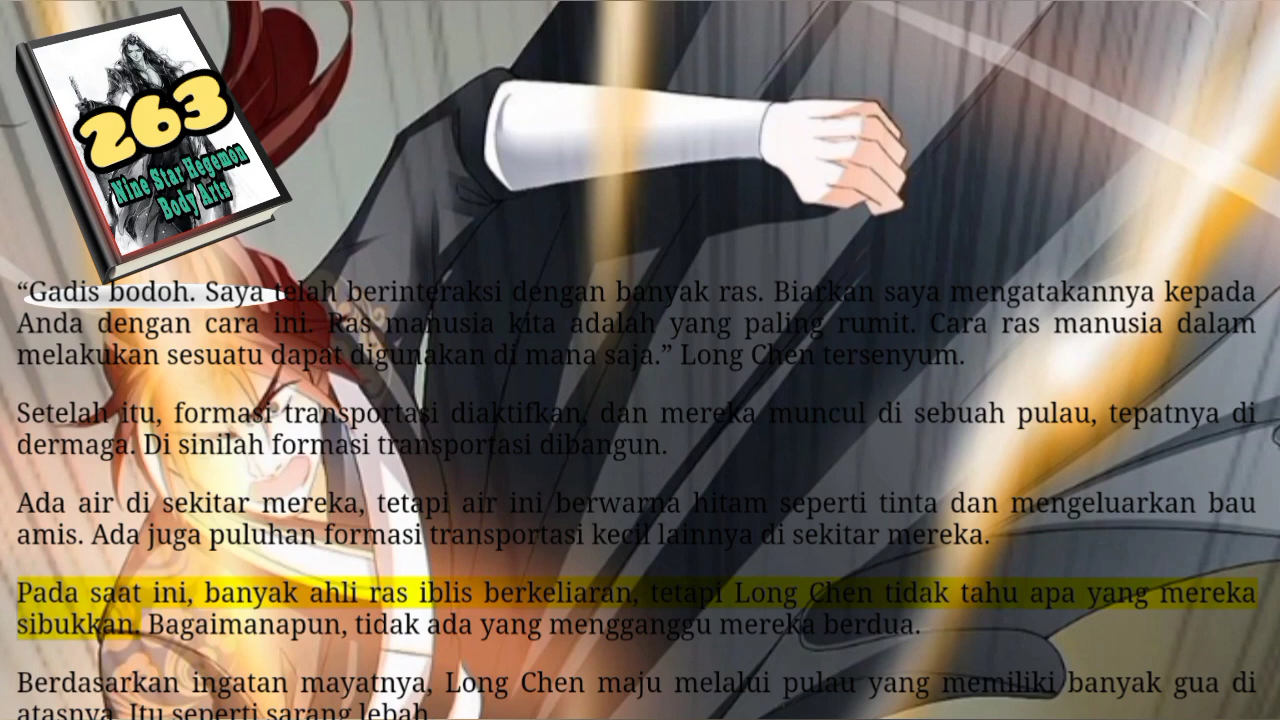 263
Nine Star Hegemon
Body Arts
“Gadis bodoh. Saya telah berinteraksi dengan banyak ras. Biarkan saya mengatakannya kepada
Anda dengan cara ini. Ras manusia kita adalah yang paling rumit. Cara ras manusia dalam
melakukan sesuatu dapat digunakan di mana saja.” Long Chen tersenyum.
Setelah itu, formasi transportasi diaktifkan, dan mereka muncul di sebuah pulau, tepatnya di
dermaga. Di sinilah formasi transportasi dibangun.
Ada air di sekitar mereka, tetapi air ini berwarna hitam seperti tinta dan mengeluarkan bau
amis. Ada juga puluhan formasi transportasi kecil lainnya di sekitar mereka.
Pada saat ini, banyak ahli ras iblis berkeliaran, tetapi Long Chen tidak tahu apa yang mereka
sibukkan. Bagaimanapun, tidak ada yang mengganggu mereka berdua.
Berdasarkan ingatan mayatnya, Long Chen maju melalui pulau yang memiliki banyak gua di
atasnya. Itu seperti sarang lebah.